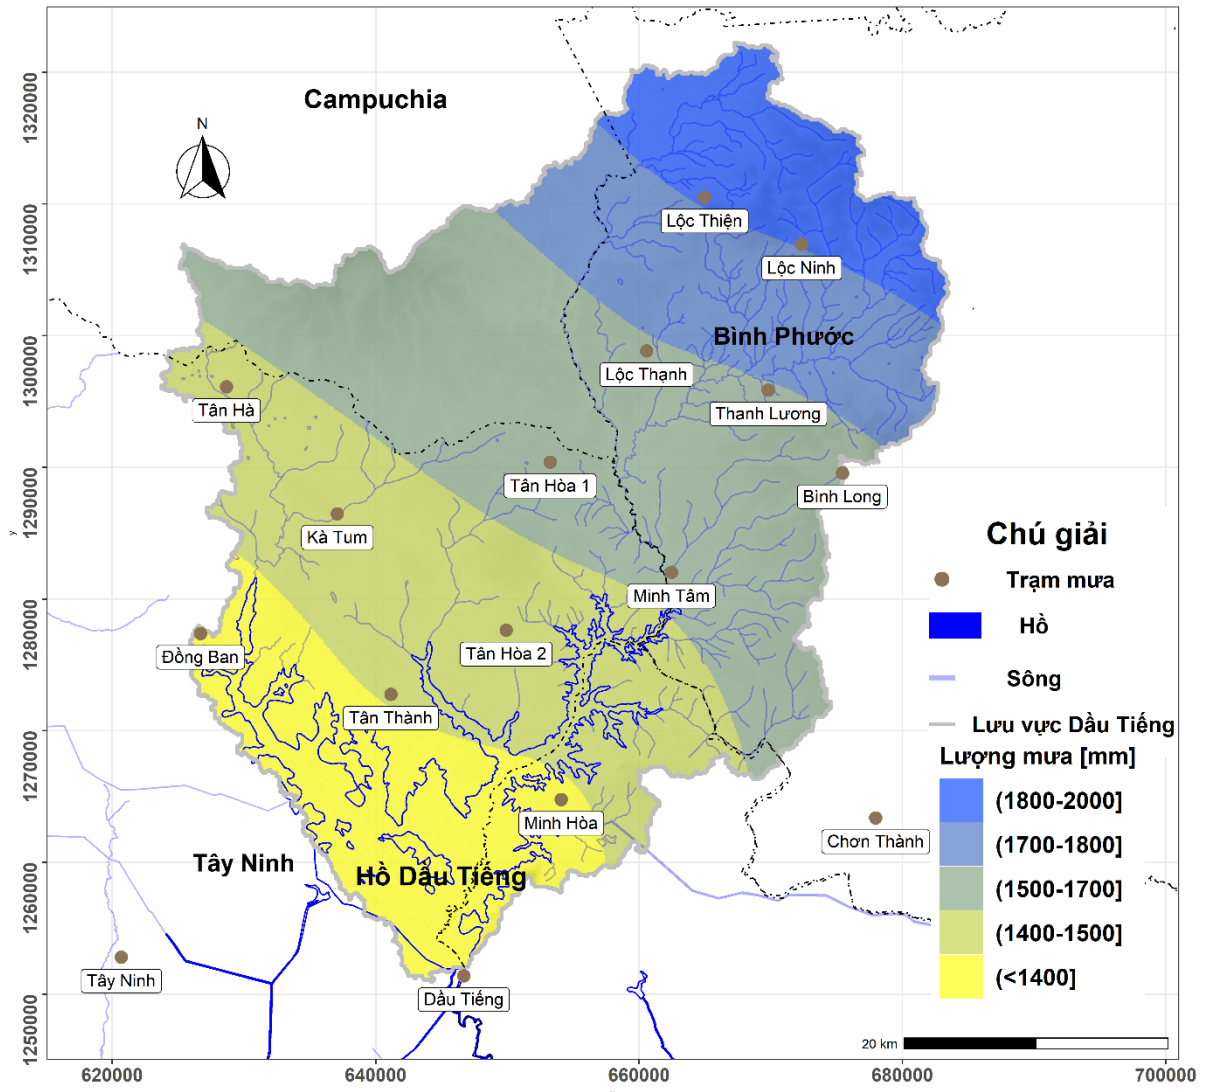 Campuchia
N
Lộc Thiện
Lộc Ninh
Bình Phước
Lộc Thạnh
Thanh Lương
Tân Hà
Tân Hòa 1
Bình Long
Kà Tum
Minh Tâm
Đồng Ban
Tân Hòa 2
Tân Thành
Minh Hòa
Chơn Thành
Tây Ninh
Hồ Dầu Tiếng
Tây Ninh
Dầu Tiếng
Chú giải
Trạm mưa
Hồ
Sông
Lưu vực Dầu Tiếng
Lượng mưa [mm]
(1800-2000]
(1700-1800]
(1500-1700]
(1400-1500]
(<1400]
20 km
1320000
1310000
1300000
1290000
1280000
1270000
1260000
1250000
y
620000
640000
660000
680000
700000